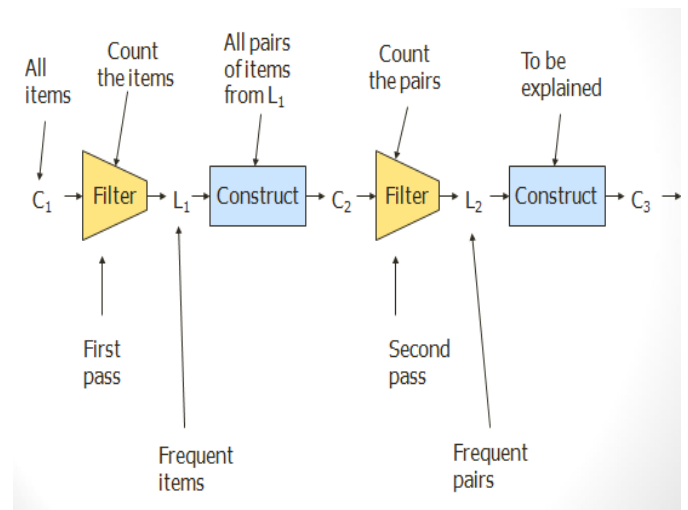 All
items
Count
the items
All pairs
of items
from L₁
Count
the pairs
To be
explained
C₁
Filter
L₁
Construct
C₂
Filter
L₂
Construct
C₃
First
pass
Second
pass
Frequent
items
Frequent
pairs